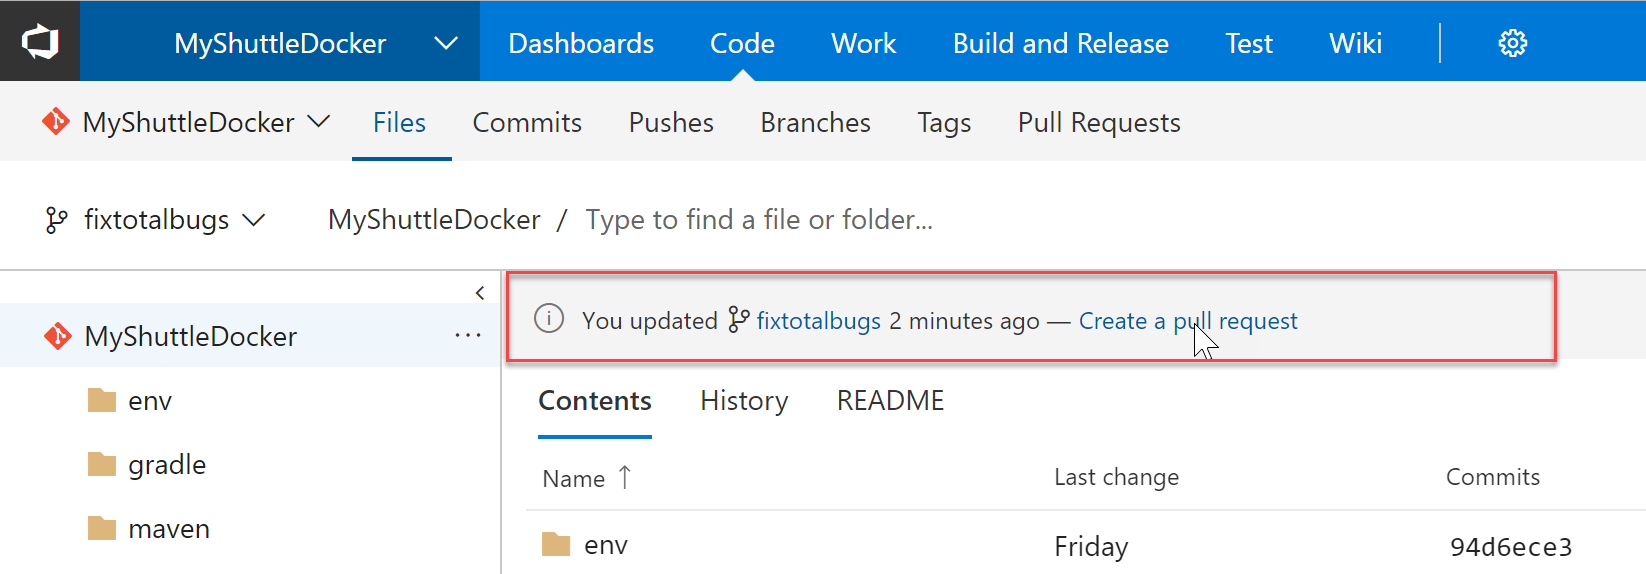 MyShuttleDocker Dashboards Code Work Build and Release Test Wiki
MyShuttleDocker Files Commits Pushes Branches Tags Pull Requests
fixtotalbugs MyShuttleDocker / Type to find a file or folder...
You updated fixtotalbugs 2 minutes ago — Create a pull request
MyShuttleDocker ...
env
gradle
maven
Contents History README
Name ↑ Last change Commits
env Friday 94d6ece3